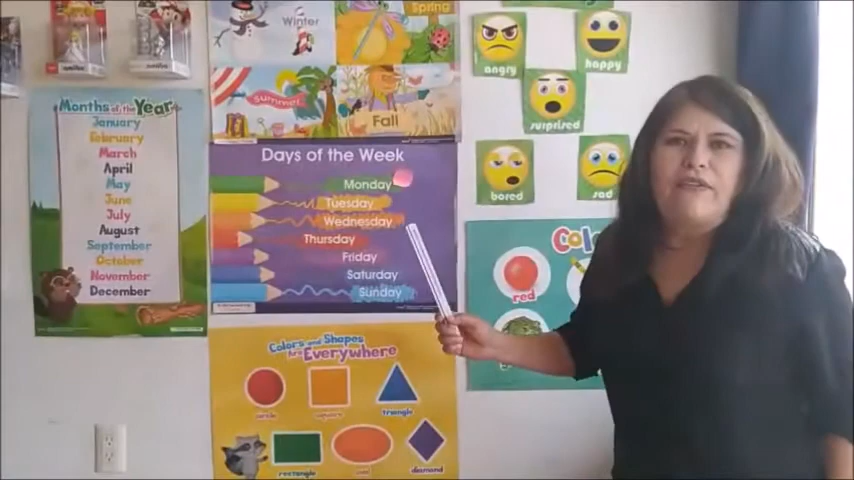 Winter
Spring
Summer
Fall
angry
happy
surprised
bored
sad
Months of the Year
January
February
March
April
May
June
July
August
September
October
November
December
Days of the Week
Monday
Tuesday
Wednesday
Thursday
Friday
Saturday
Sunday
red
Colors and Shapes
are EVERYWHERE
circle
square
triangle
rectangle
oval
diamond